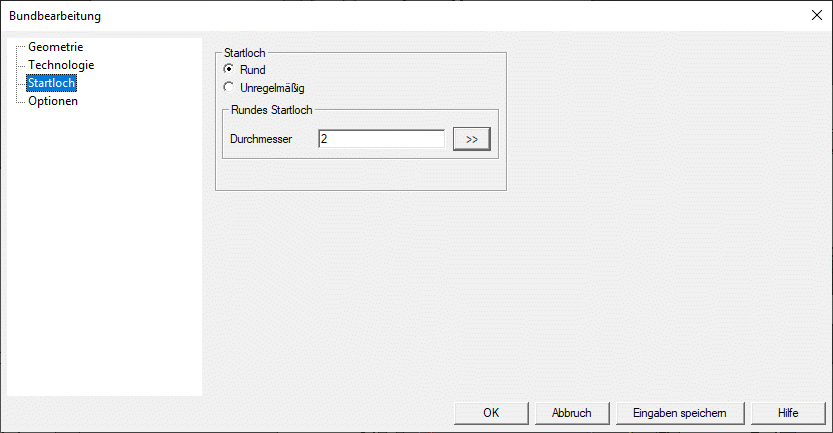 Bundbearbeitung
Geometrie
Technologie
Startloch
Optionen
Startloch
Rund
Unregelmäßig
Rundes Startloch
Durchmesser 2 >>
OK Abbruch Eingaben speichern Hilfe